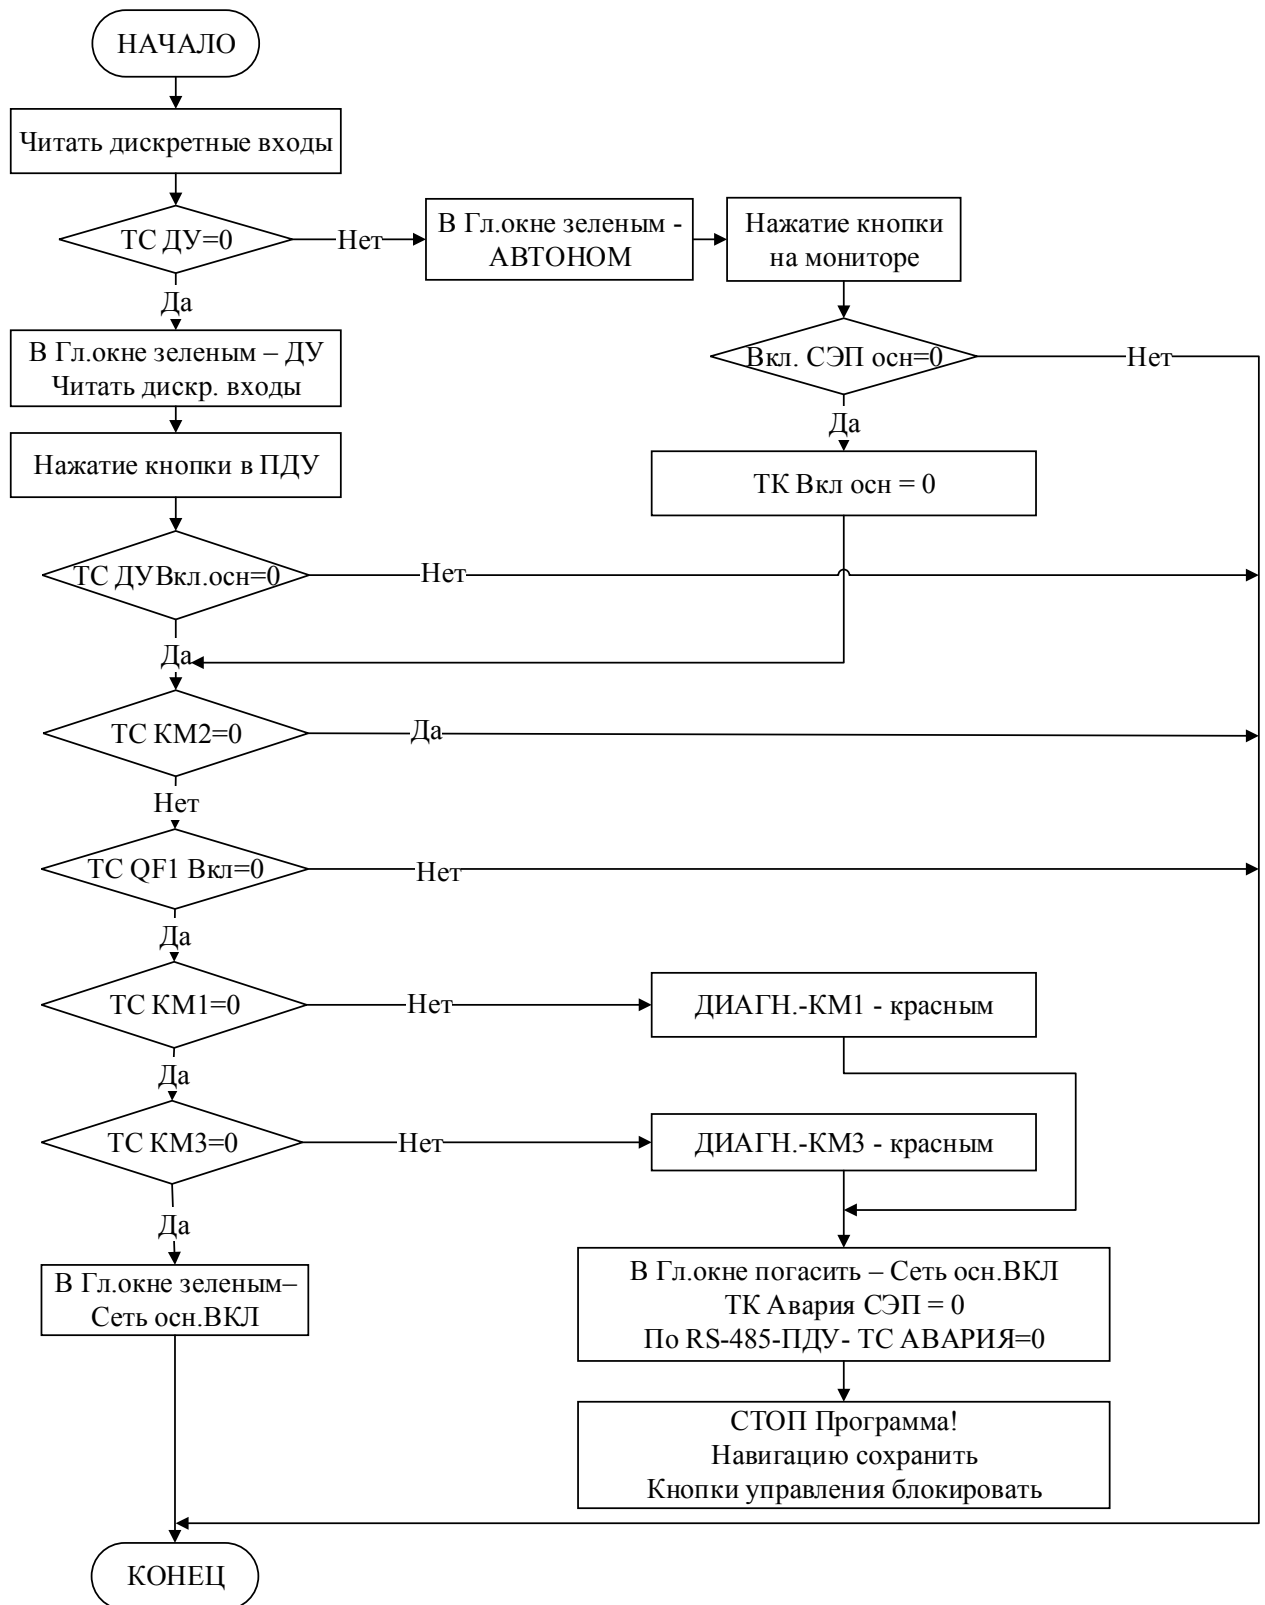 НАЧАЛО
Читать дискретные входы
ТС ДУ=0
Нет
В Гл.окне зеленым -
АВТОНОМ
Нажатие кнопки
на мониторе
Да
В Гл.окне зеленым – ДУ
Читать дискр. входы
Вкл. СЭП осн=0
Нет
Да
Нажатие кнопки в ПДУ
ТК Вкл осн = 0
ТС ДУВкл.осн=0
Нет
Да
ТС КМ2=0
Да
Нет
ТС QF1 Вкл=0
Нет
Да
ТС КМ1=0
Нет
ДИАГН.-КМ1 - красным
Да
ТС КМ3=0
Нет
ДИАГН.-КМ3 - красным
Да
В Гл.окне зеленым–
Сеть осн.ВКЛ
В Гл.окне погасить – Сеть осн.ВКЛ
ТК Авария СЭП = 0
По RS-485-ПДУ- ТС АВАРИЯ=0
СТОП Программа!
Навигацию сохранить
Кнопки управления блокировать
КОНЕЦ